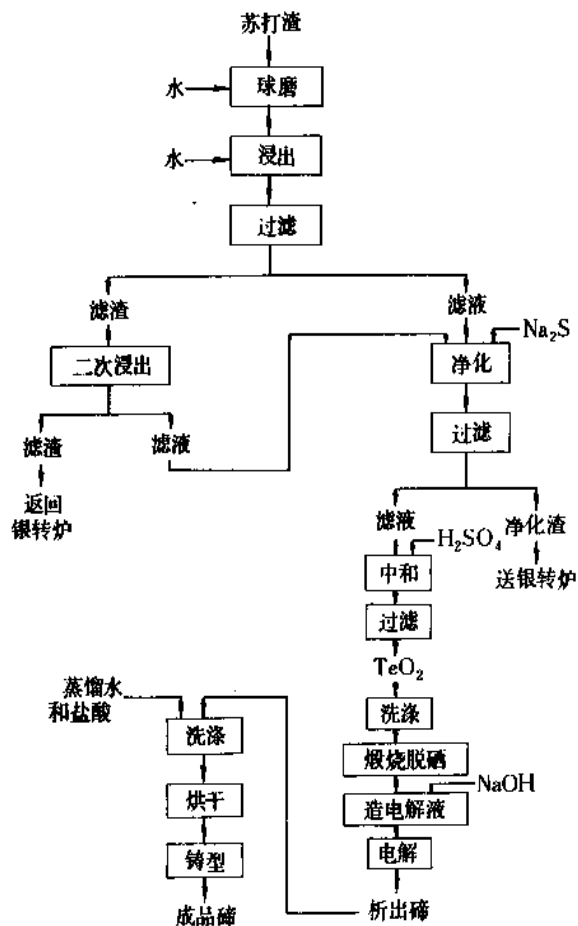 苏打渣
水
球磨
水
浸出
过滤
滤渣
滤液
Na₂S
二次浸出
净化
滤渣
滤液
过滤
返回
银转炉
滤液
净化渣
H₂SO₄
中和
送银转炉
过滤
TeO₂
蒸馏水
和盐酸
洗涤
洗涤
煅烧脱硒
烘干
NaOH
造电解液
铸型
电解
成品碲
析出碲